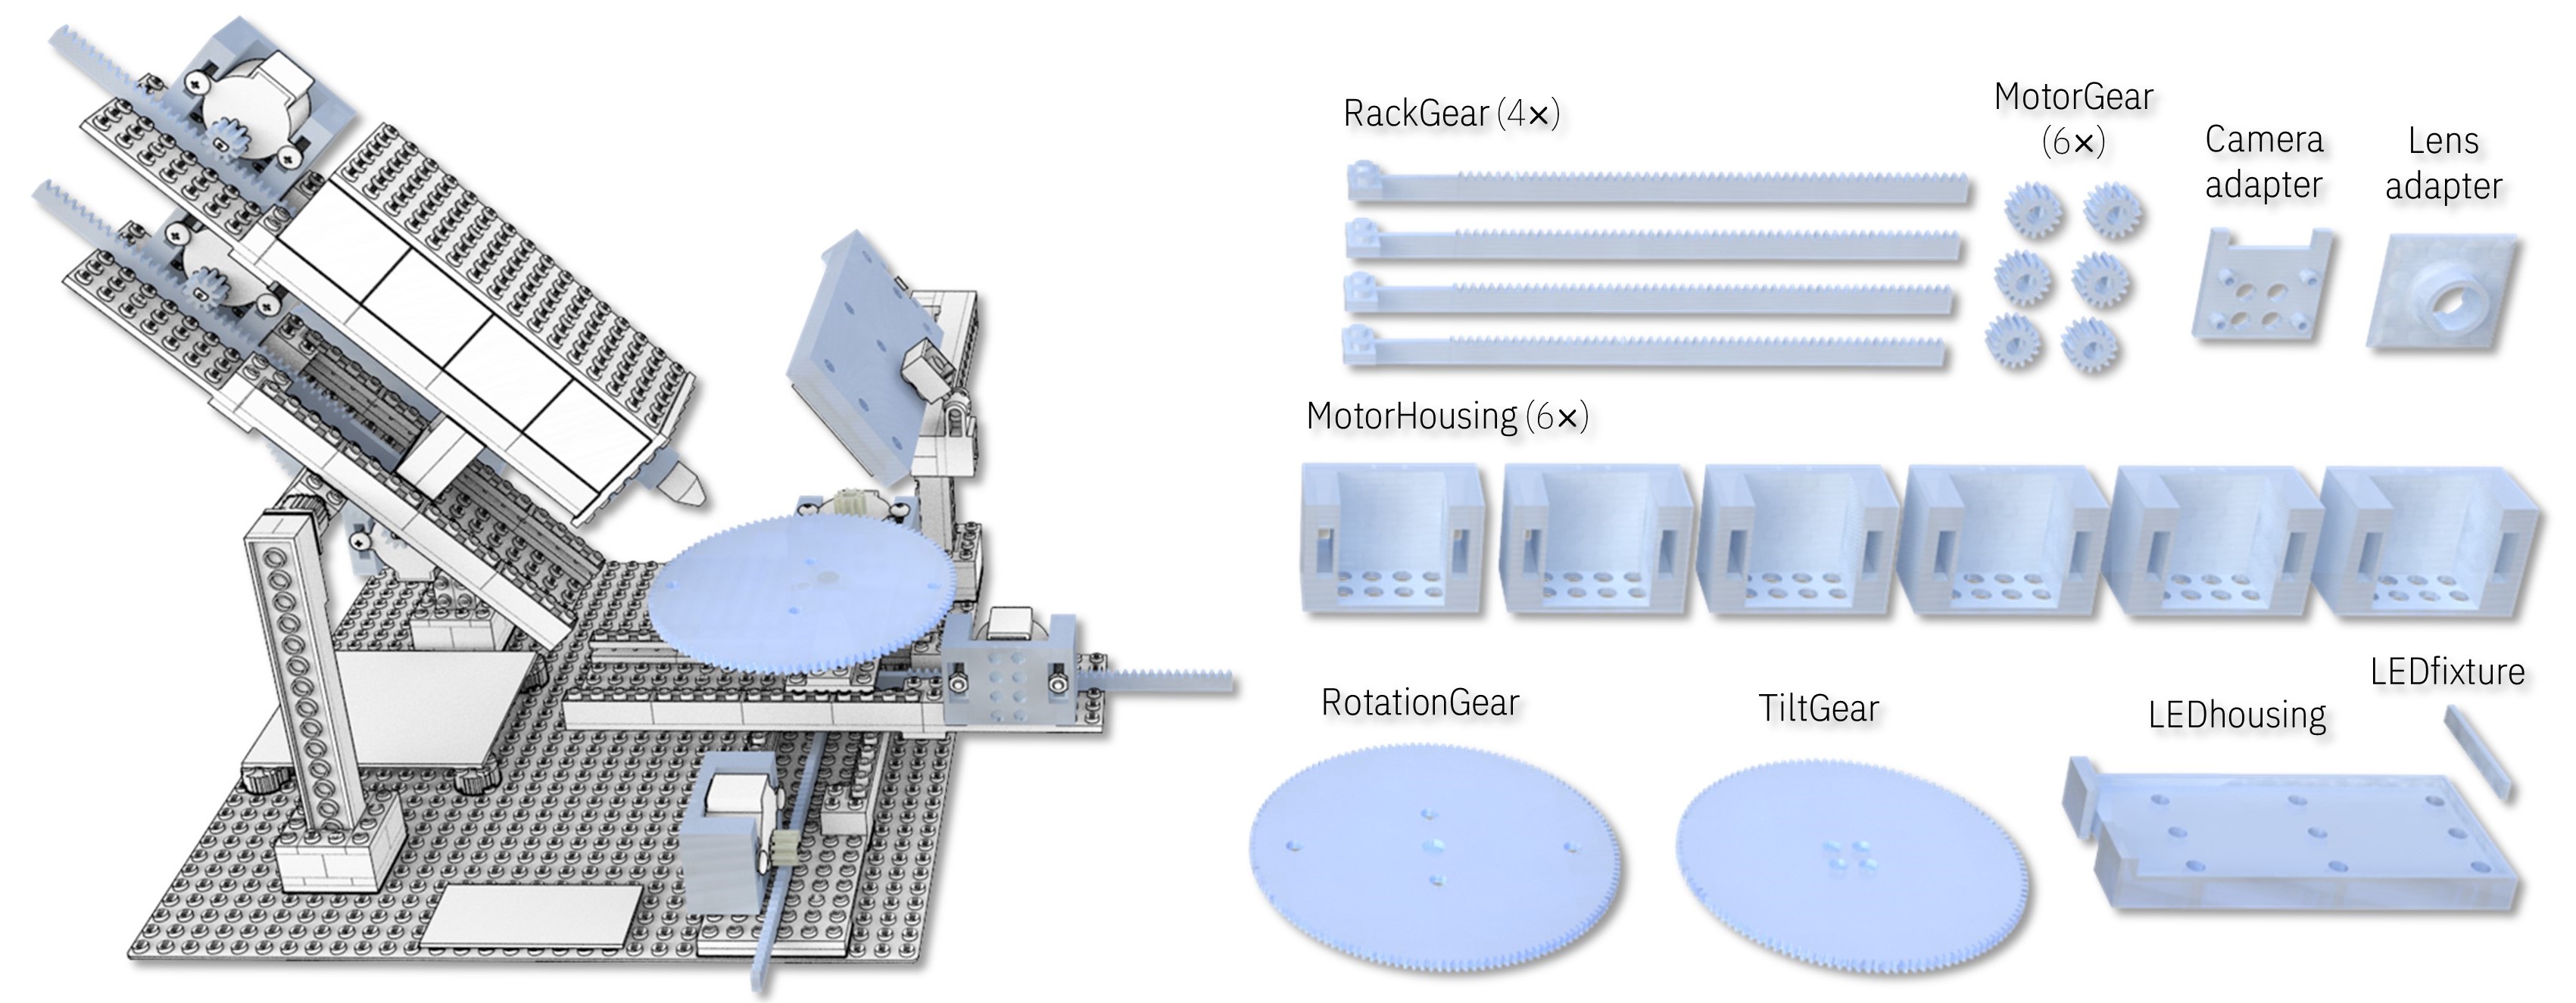 RackGear (4×)
MotorGear
(6×)
Camera
adapter
Lens
adapter
MotorHousing (6×)
RotationGear
TiltGear
LEDhousing
LEDfixture